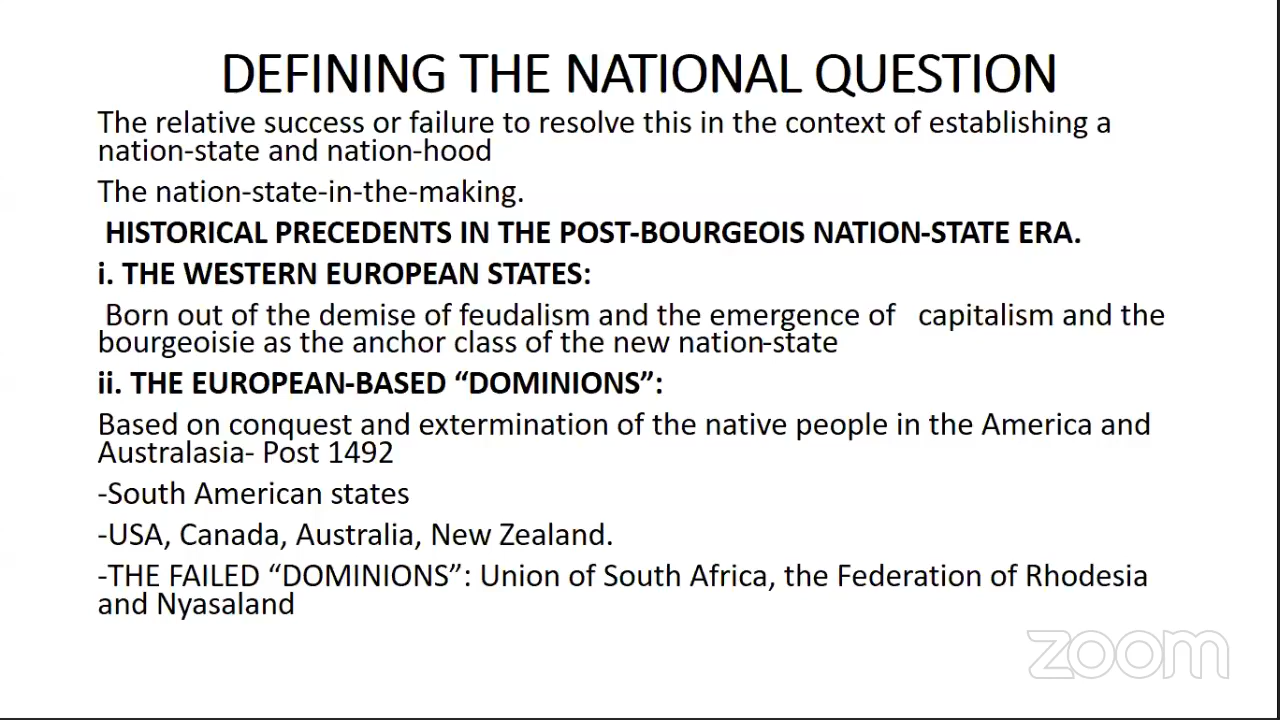 DEFINING THE NATIONAL QUESTION
The relative success or failure to resolve this in the context of establishing a
nation-state and nation-hood
The nation-state-in-the-making.
HISTORICAL PRECEDENTS IN THE POST-BOURGEOIS NATION-STATE ERA.
i. THE WESTERN EUROPEAN STATES:
Born out of the demise of feudalism and the emergence of capitalism and the
bourgeoisie as the anchor class of the new nation-state
ii. THE EUROPEAN-BASED “DOMINIONS”:
Based on conquest and extermination of the native people in the America and
Australasia- Post 1492
-South American states
-USA, Canada, Australia, New Zealand.
-THE FAILED “DOMINIONS”: Union of South Africa, the Federation of Rhodesia
and Nyasaland
zoom